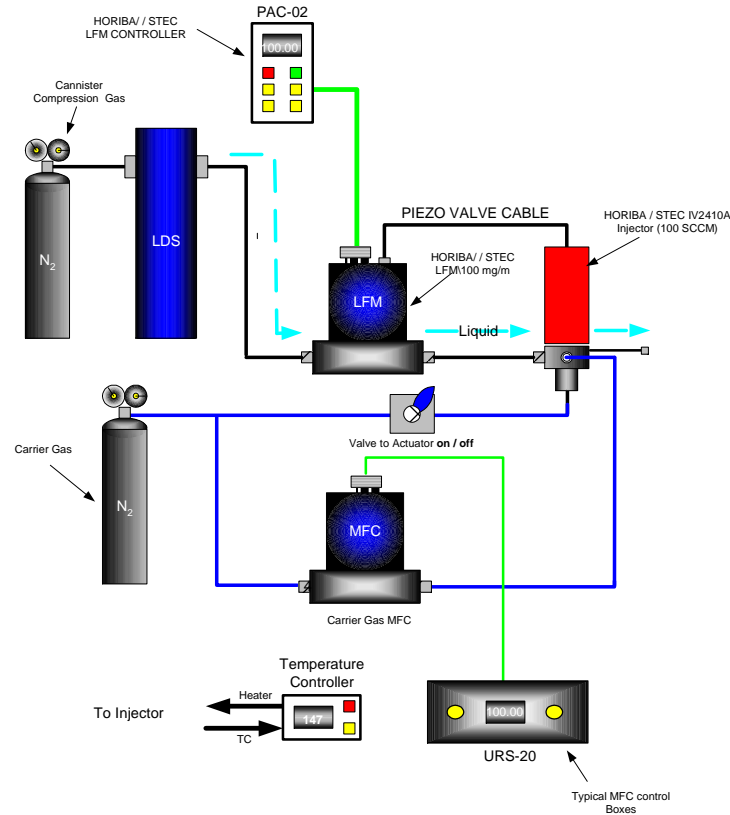 PAC-02
HORIBA/ / STEC
LFM CONTROLLER
100.00
Cannister
Compression Gas
N2
LDS
PIEZO VALVE CABLE
HORIBA / STEC IV2410A
Injector (100 SCCM)
HORIBA/ / STEC
LFM\100 mg/m
LFM
Liquid
Valve to Actuator on / off
Carrier Gas
N2
MFC
Carrier Gas MFC
Temperature
Controller
Heater
To Injector
147
TC
100.00
URS-20
Typical MFC control
Boxes